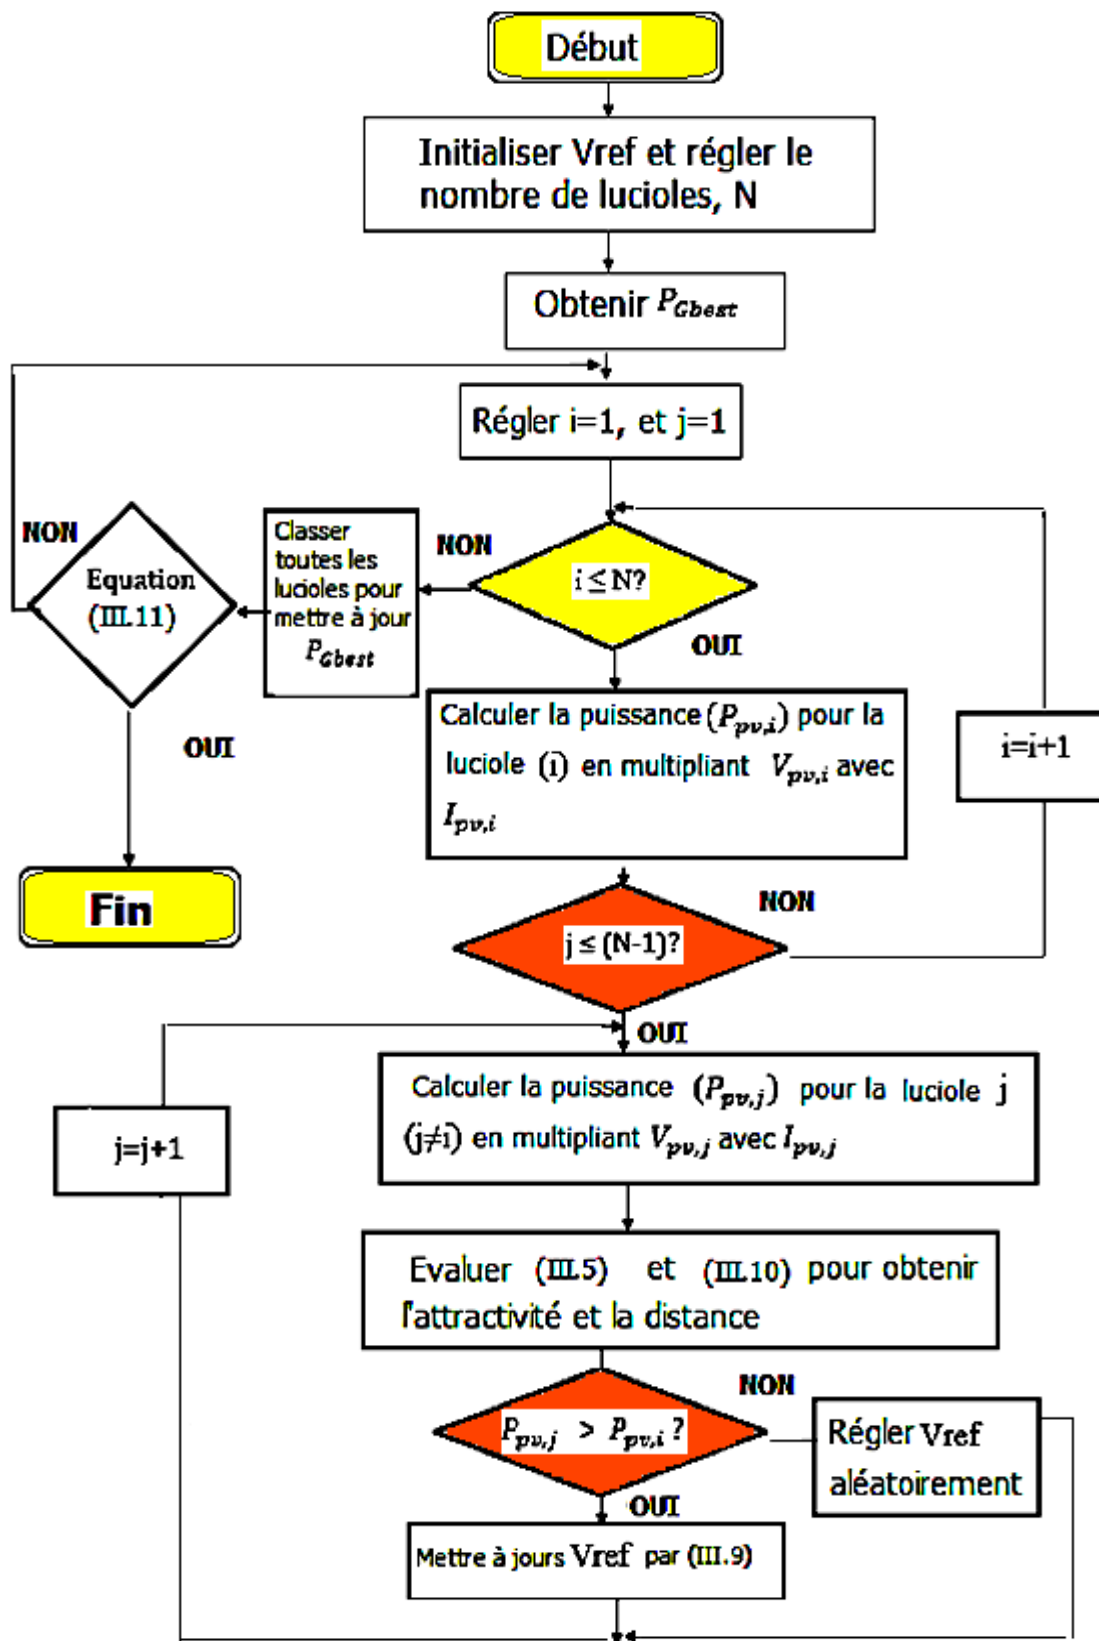 Début
Initialiser Vref et régler le
nombre de lucioles, N
Obtenir P_Gbest
Régler i=1, et j=1
NON
Equation
(III.11)
Classer
toutes les
lucioles pour
mettre à jour
P_Gbest
NON
i ≤ N?
OUI
OUI
Calculer la puissance (P_pv,i) pour la
luciole (i) en multipliant V_pv,i avec
I_pv,i
i=i+1
Fin
j ≤ (N-1)?
NON
OUI
Calculer la puissance (P_pv,j) pour la luciole j
(j≠i) en multipliant V_pv,j avec I_pv,j
j=j+1
Evaluer (III.5) et (III.10) pour obtenir
l'attractivité et la distance
P_pv,j > P_pv,i ?
NON
Régler Vref
aléatoirement
OUI
Mettre à jours Vref par (III.9)